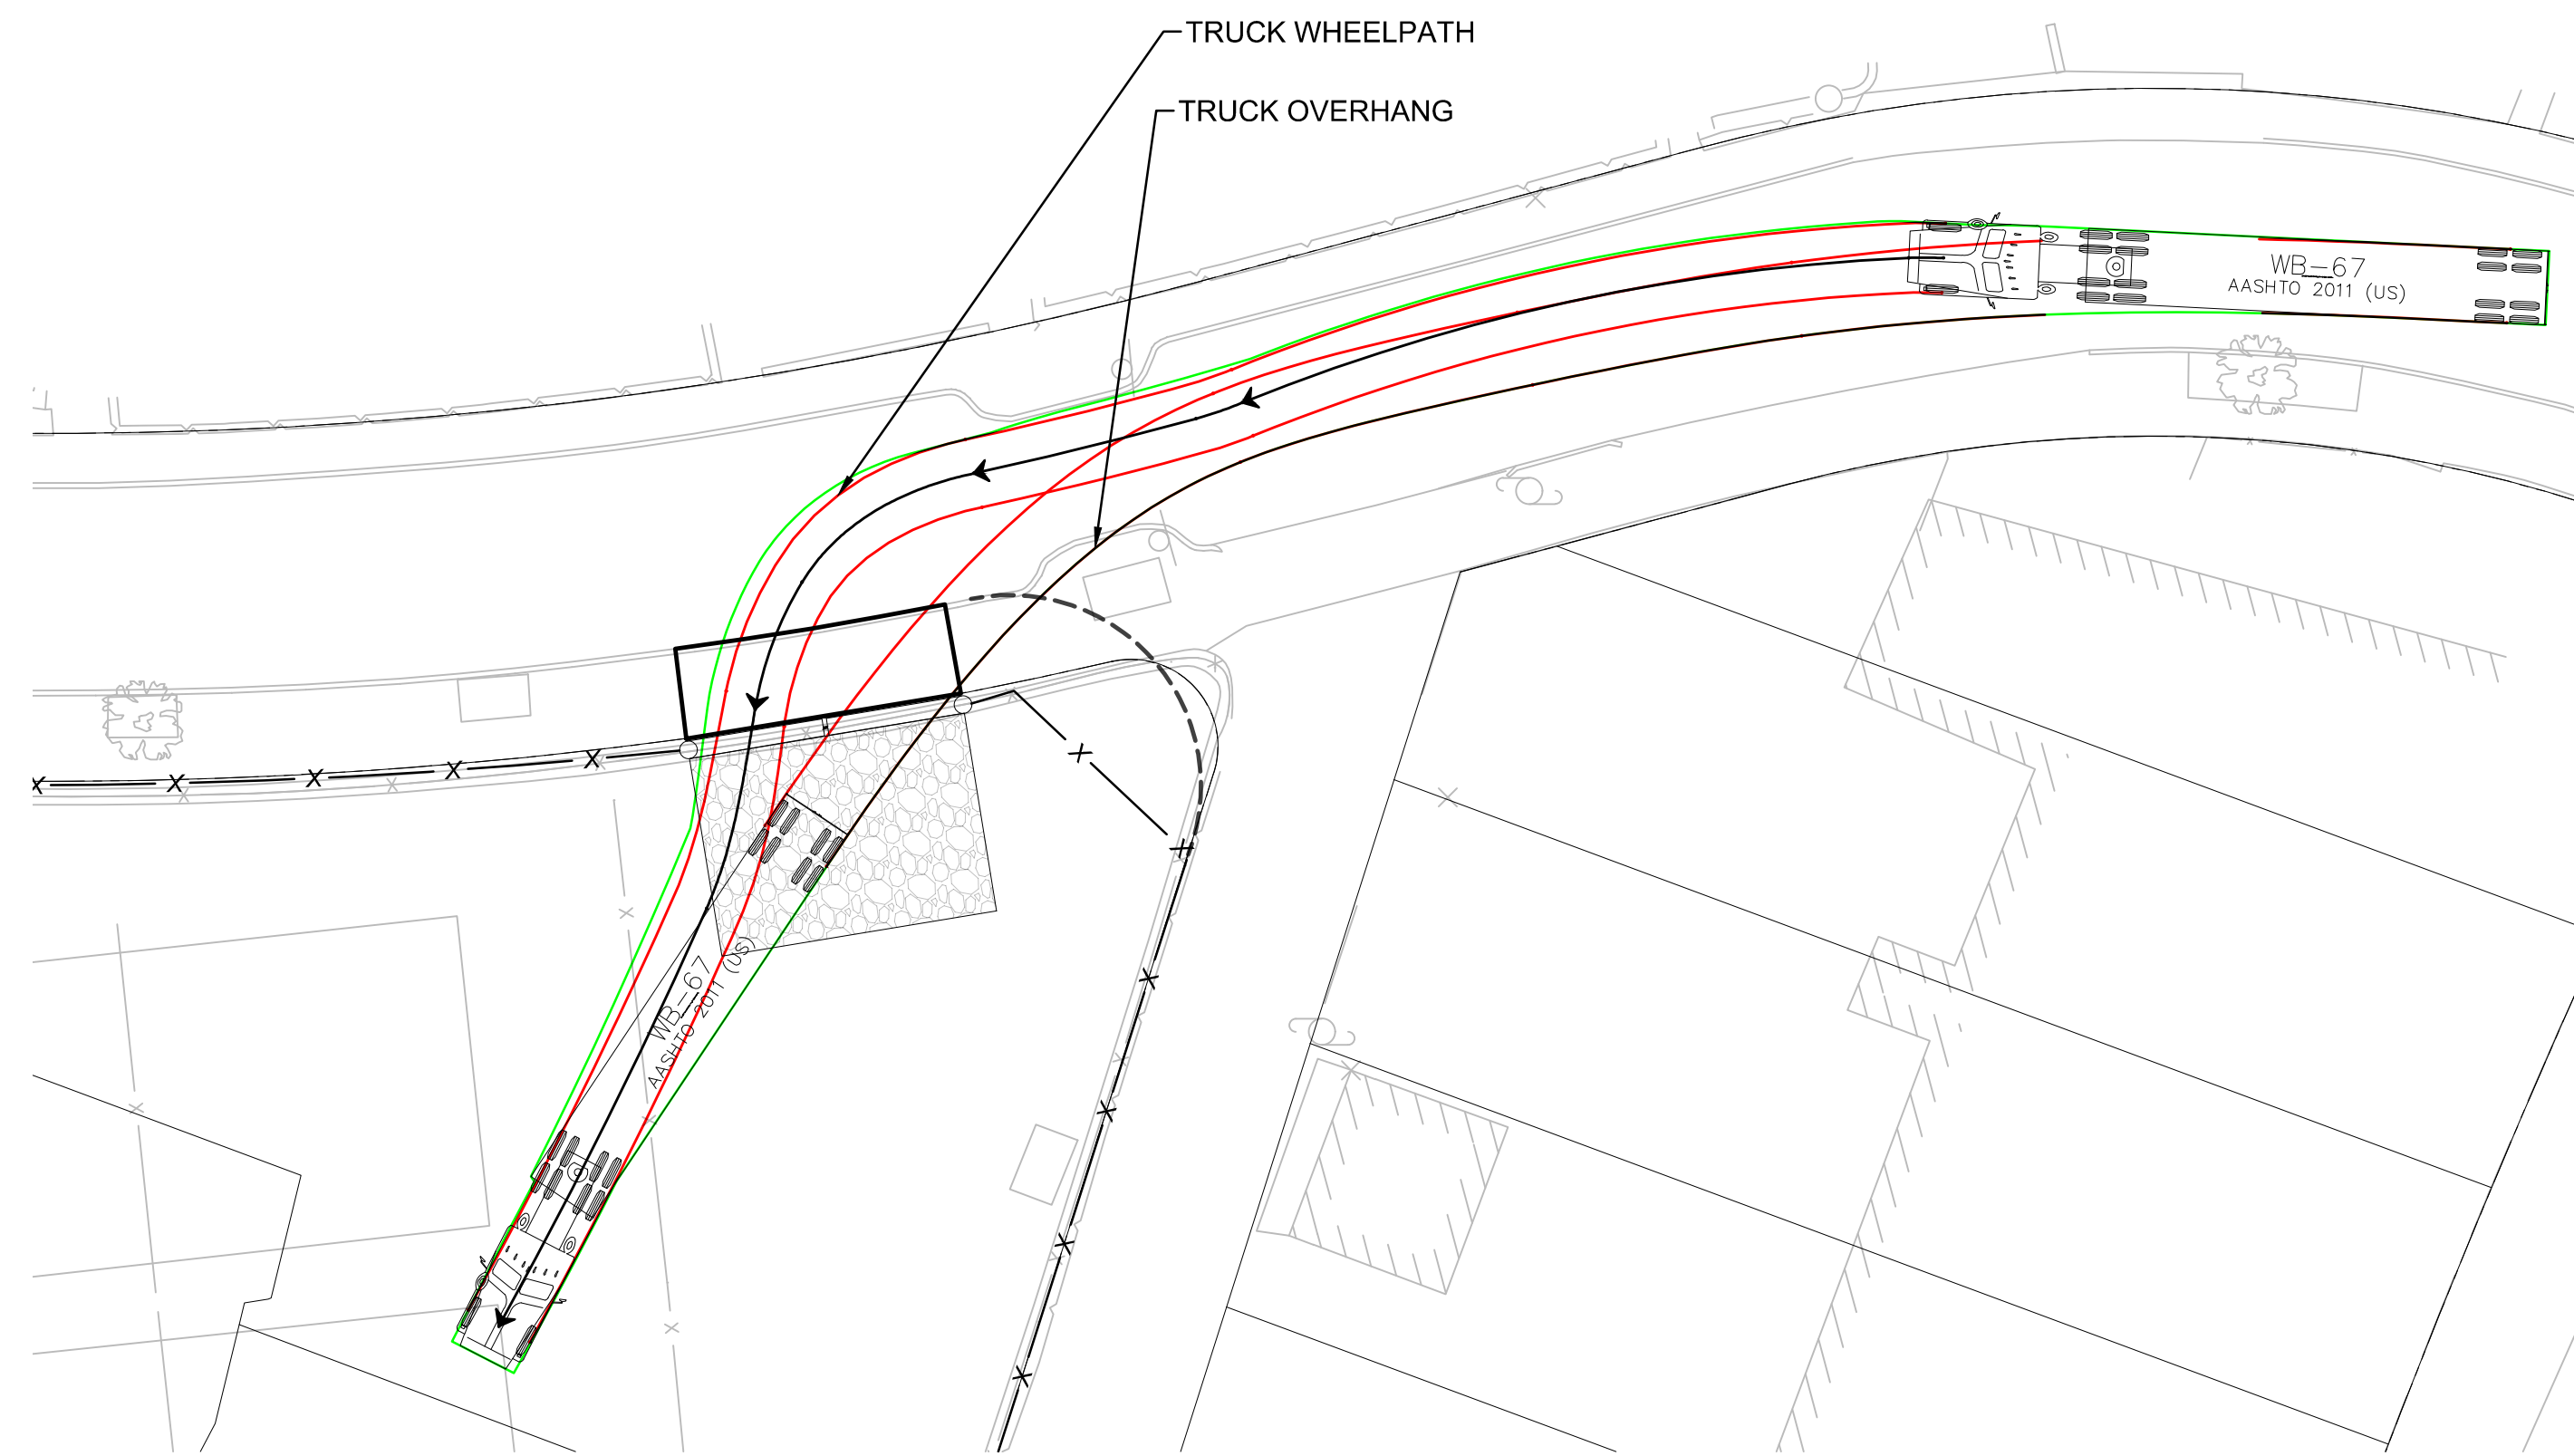 TRUCK WHEELPATH
TRUCK OVERHANG
WB-67
AASHTO 2011 (US)
WB-67
AASHTO 2011 (US)